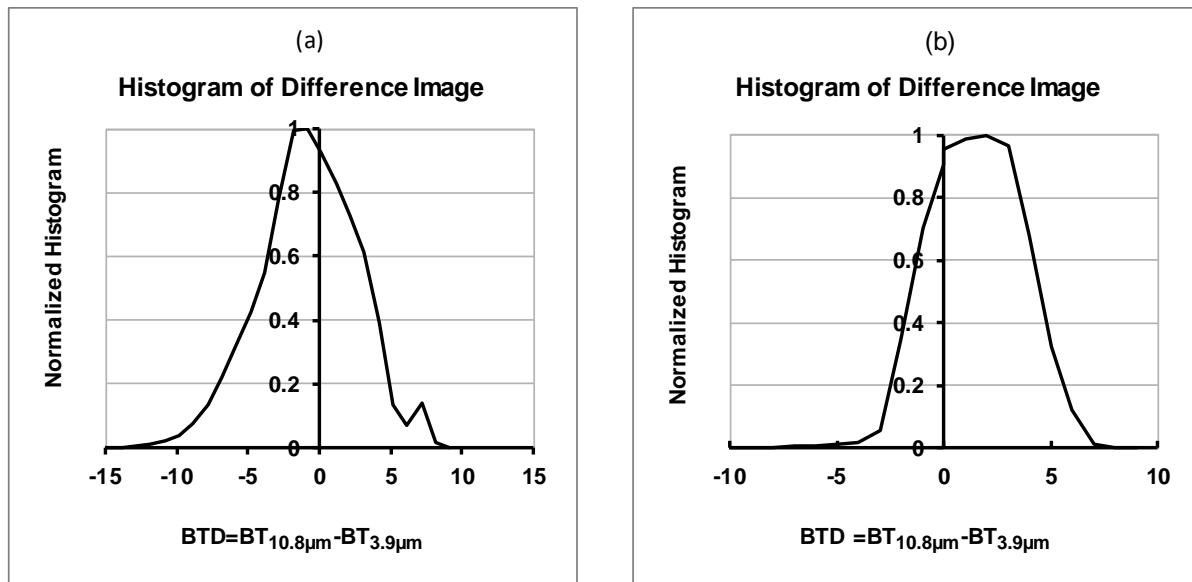 (a)
Histogram of Difference Image
Normalized Histogram
1
0.8
0.6
0.4
0.2
0
-15 -10 -5 0 5 10 15
BTD=BT10.8µm-BT3.9µm
(b)
Histogram of Difference Image
Normalized Histogram
1
0.8
0.6
0.4
0.2
0
-10 -5 0 5 10
BTD =BT10.8µm-BT3.9µm